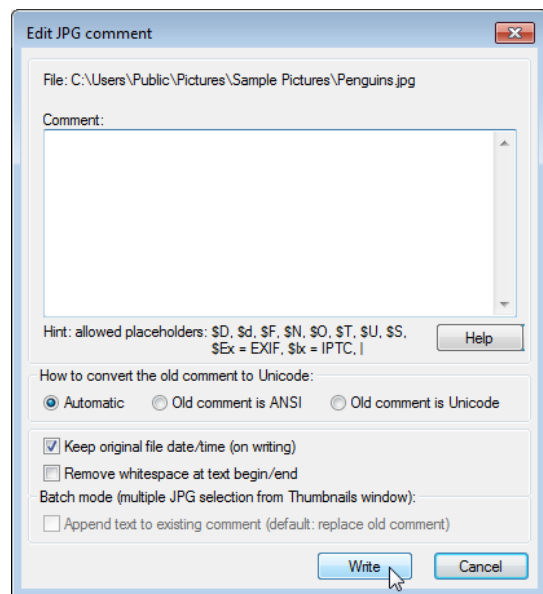 Edit JPG comment
File: C:\Users\Public\Pictures\Sample Pictures\Penguins.jpg
Comment:
Hint: allowed placeholders: $D, $d, $F, $N, $O, $T, $U, $S,
$Ex = EXIF, $Ix = IPTC, |
Help
How to convert the old comment to Unicode:
Automatic Old comment is ANSI Old comment is Unicode
Keep original file date/time (on writing)
Remove whitespace at text begin/end
Batch mode (multiple JPG selection from Thumbnails window):
Append text to existing comment (default: replace old comment)
Write Cancel